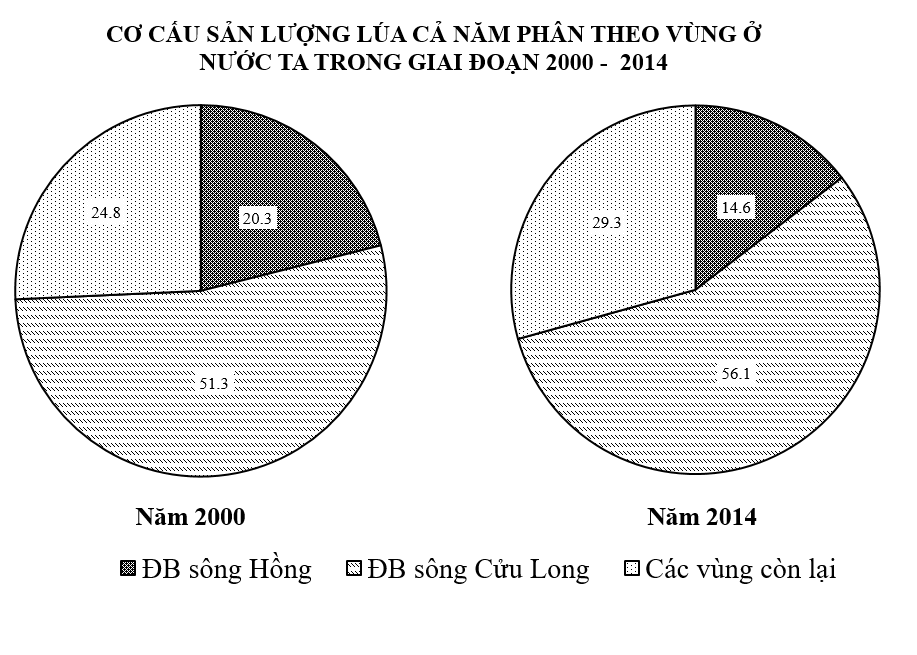 CƠ CẤU SẢN LƯỢNG LÚA CẢ NĂM PHÂN THEO VÙNG Ở
NƯỚC TA TRONG GIAI ĐOẠN 2000 - 2014
24.8
20.3
51.3
29.3
14.6
56.1
Năm 2000
Năm 2014
ĐB sông Hồng
ĐB sông Cửu Long
Các vùng còn lại